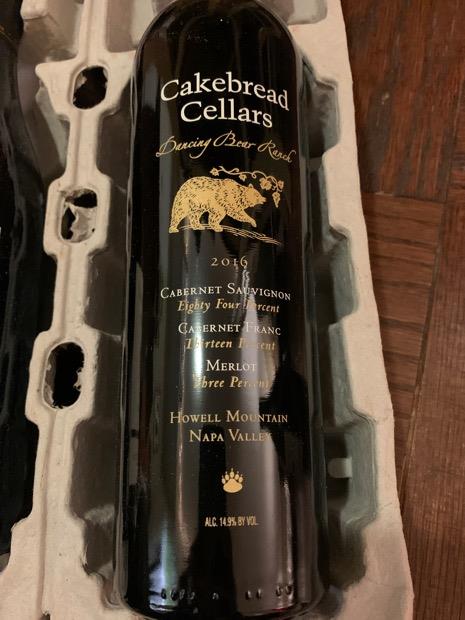 Cakebread
Cellars
Dancing Bear Ranch
2016
Cabernet Sauvignon
Eighty Four Percent
Cabernet Franc
Thirteen Percent
Merlot
Three Percent
Howell Mountain
Napa Valley
ALC. 14.9% BY VOL.